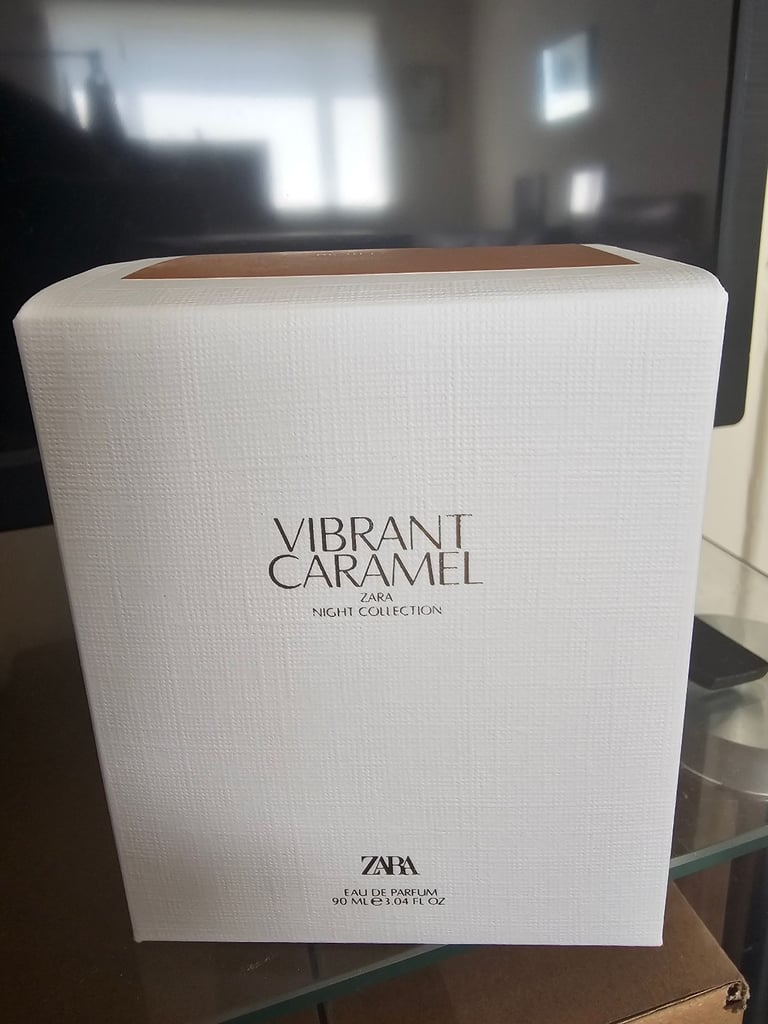 VIBRANT
CARAMEL
ZARA
NIGHT COLLECTION
ZARA
EAU DE PARFUM
90 ML ℮ 3.04 FL OZ